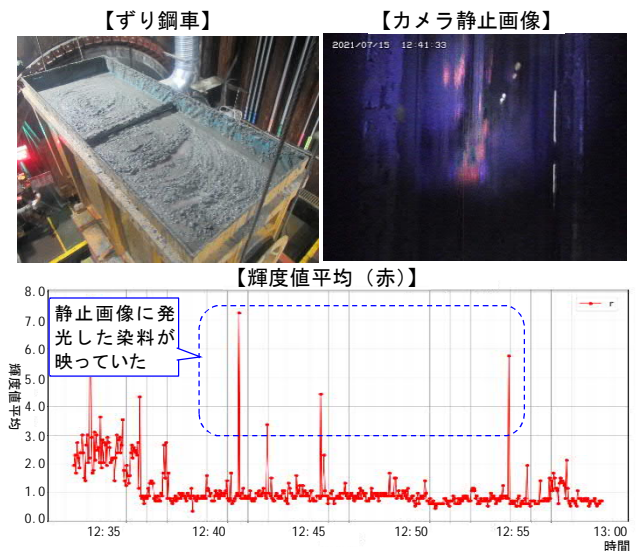 【ずり鋼車】
【カメラ静止画像】
2021/07/15 12:41:33
【輝度値平均（赤）】
静止画像に発
光した染料が
映っていた
r
輝度値平均
8.0
7.0
6.0
5.0
4.0
3.0
2.0
1.0
0.0
12:35
12:40
12:45
12:50
12:55
13:00
時間